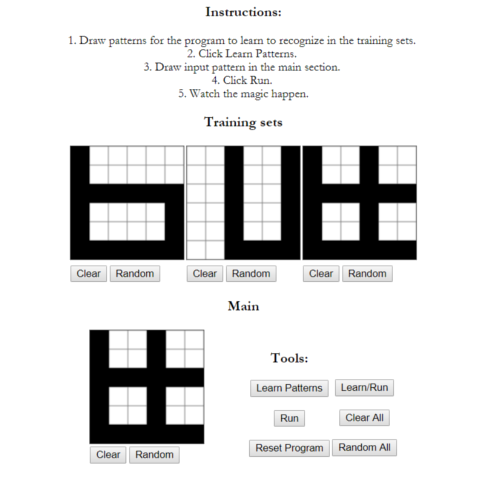 Instructions:
1. Draw patterns for the program to learn to recognize in the training sets.
2. Click Learn Patterns.
3. Draw input pattern in the main section.
4. Click Run.
5. Watch the magic happen.
Training sets
Clear Random Clear Random Clear Random
Main
Tools:
Learn Patterns Learn/Run
Run Clear All
Reset Program Random All
Clear Random